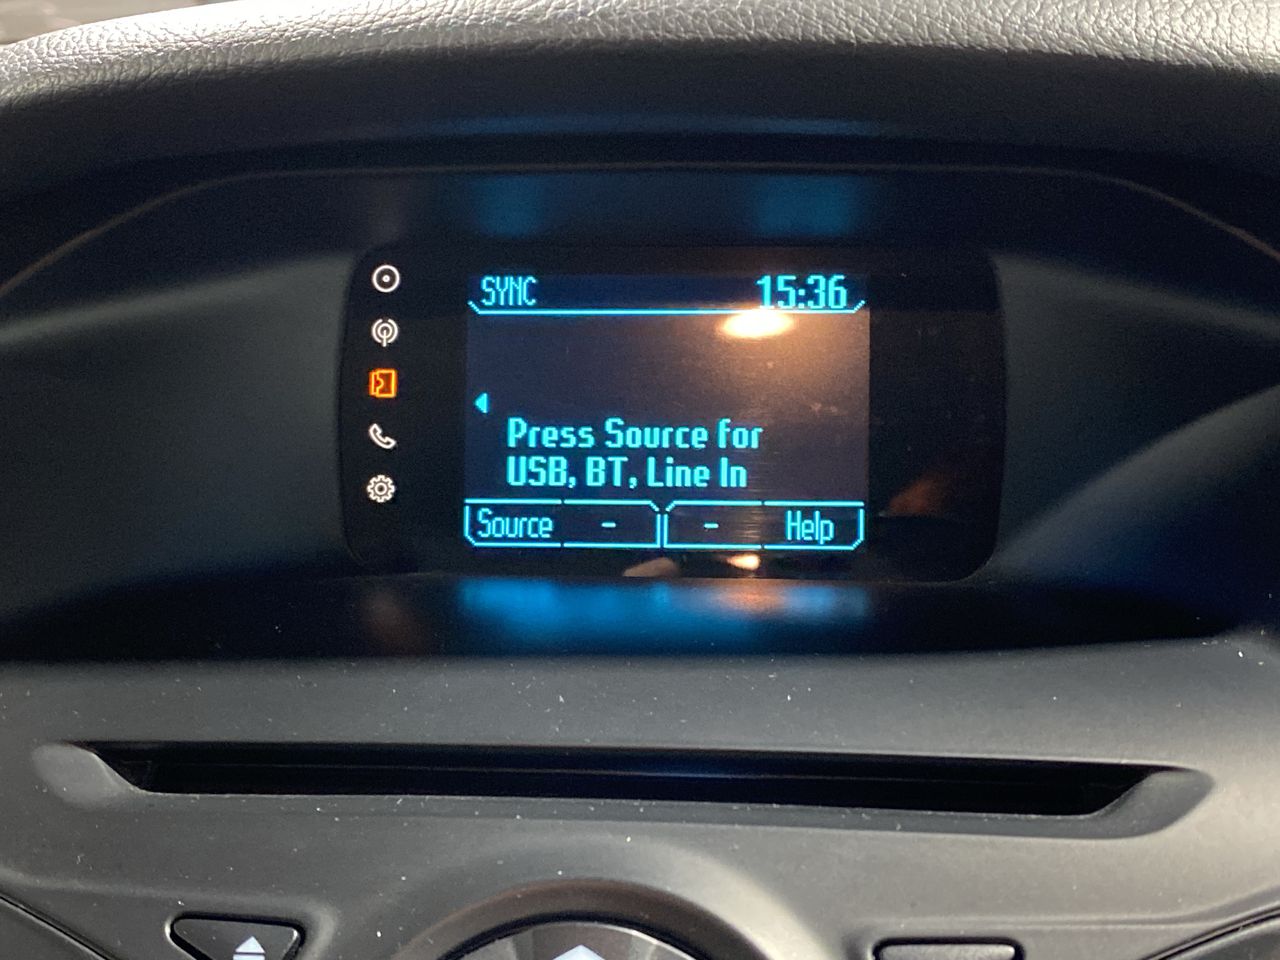 SYNC 15:36
Press Source for
USB, BT, Line In
Source - - Help